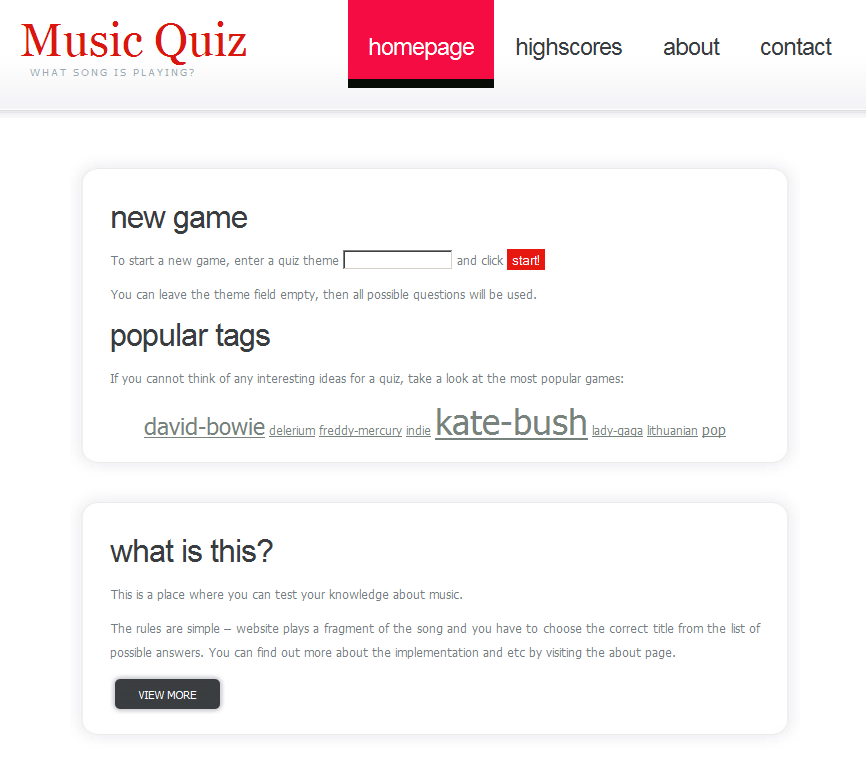 Music Quiz
WHAT SONG IS PLAYING?
homepage highscores about contact
new game
To start a new game, enter a quiz theme and click start!
You can leave the theme field empty, then all possible questions will be used.
popular tags
If you cannot think of any interesting ideas for a quiz, take a look at the most popular games:
david-bowie delerium freddy-mercury indie kate-bush lady-gaga lithuanian pop
what is this?
This is a place where you can test your knowledge about music.
The rules are simple – website plays a fragment of the song and you have to choose the correct title from the list of
possible answers. You can find out more about the implementation and etc by visiting the about page.
VIEW MORE